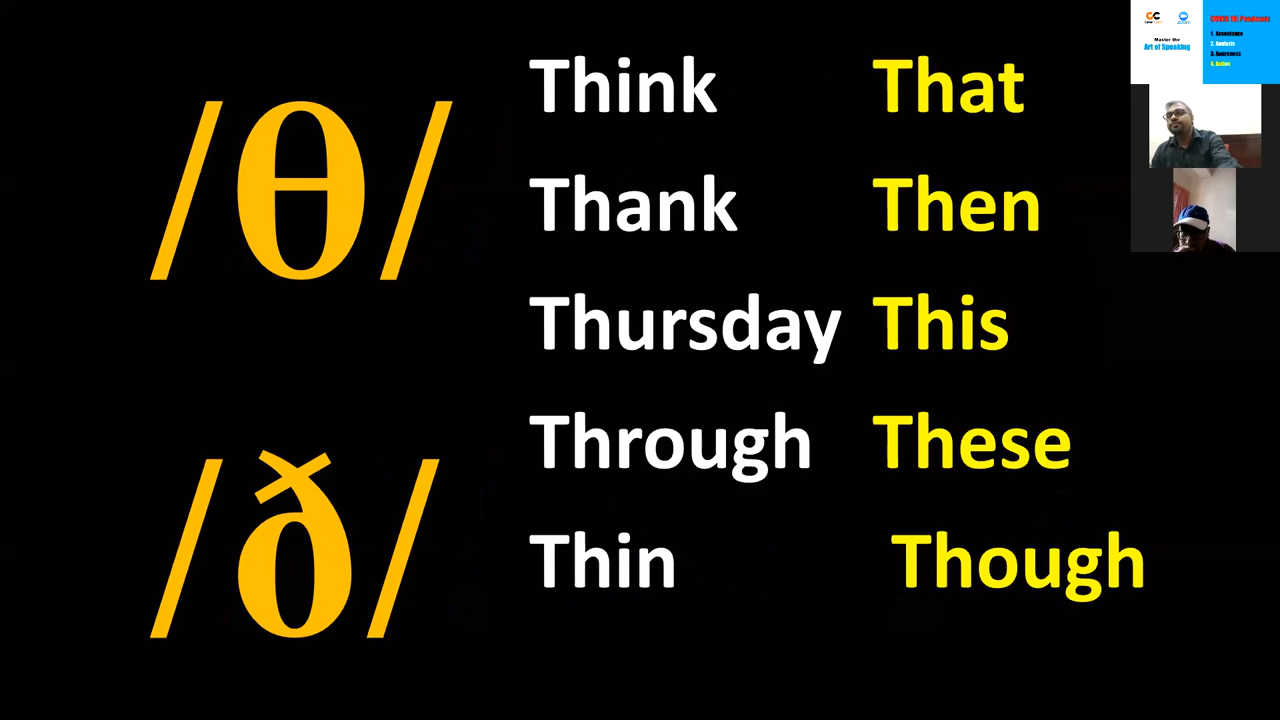 /θ/
/ð/
Think That
Thank Then
Thursday This
Through These
Thin Though
Master the
Art of Speaking
COVID 19: Pandemic
1. Acceptance
2. Analysis
3. Awareness
4. Action